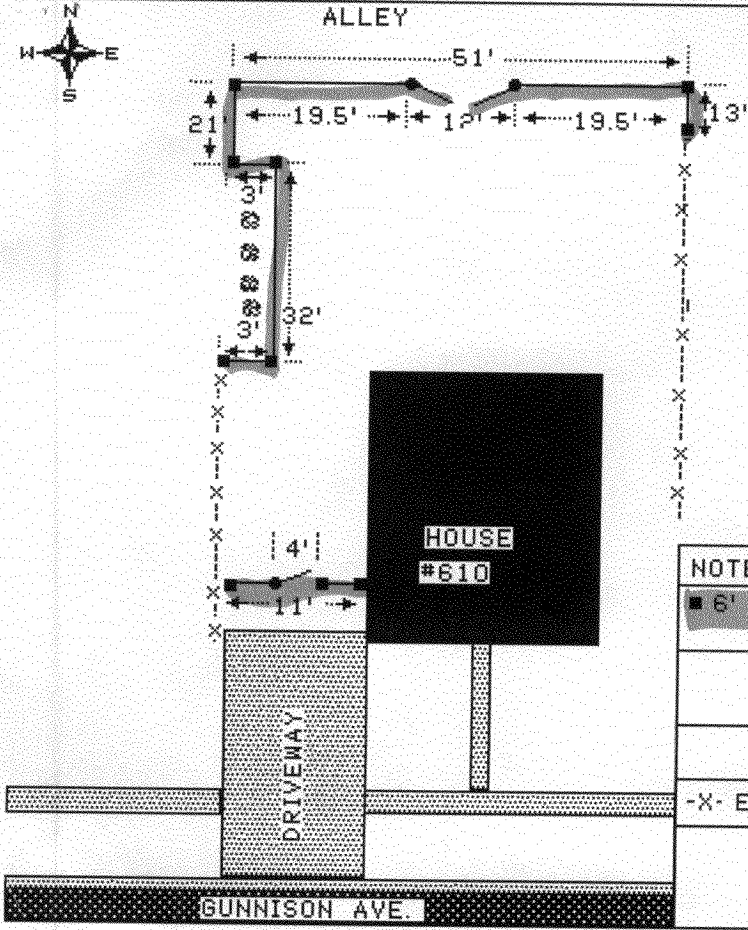 N
ALLEY
W E
S
51'
21' 19.5' 12' 19.5' 13'
3'
32'
3'
4'
HOUSE
#610
NOTE
6'
11'
DRIVEWAY
-X- E
GUNNISON AVE.